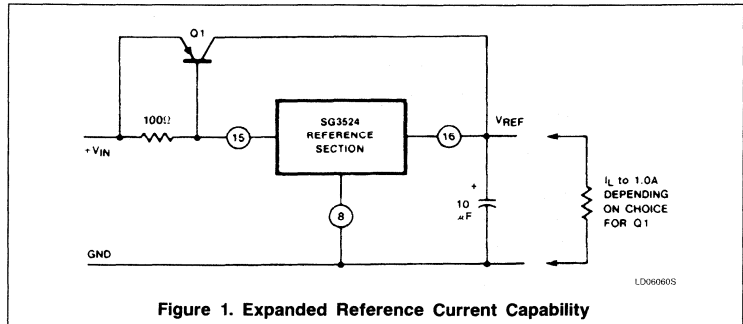 Q1
100Ω
+VIN
15
SG3524
REFERENCE
SECTION
16
VREF
8
+
10
μF
IL to 1.0A
DEPENDING
ON CHOICE
FOR Q1
GND
LD06060S
Figure 1. Expanded Reference Current Capability